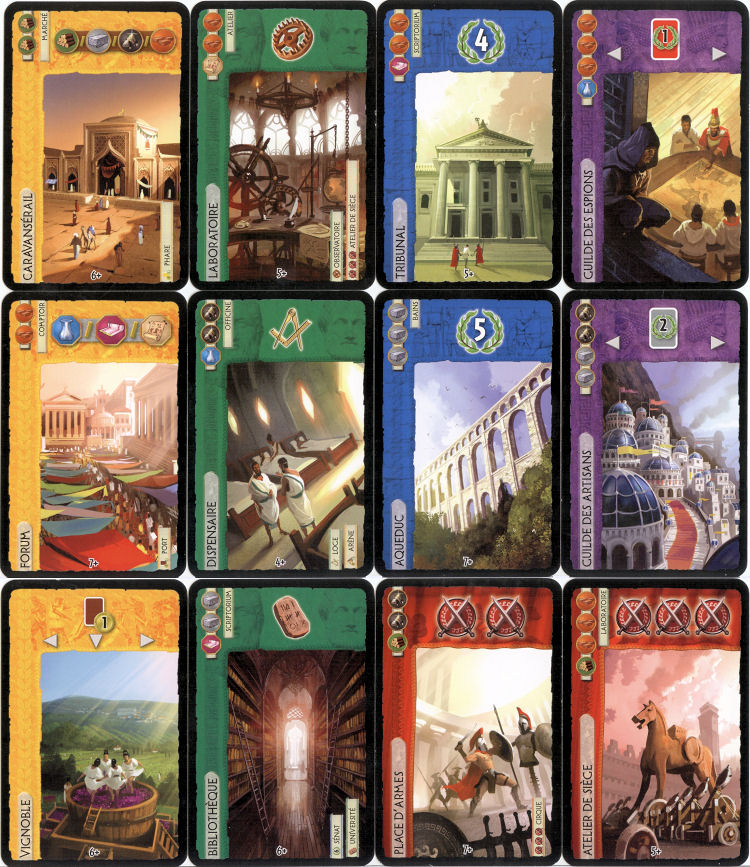 MARCHÉ
CARAVANSÉRAIL
6+
PHARE
ATELIER
LABORATOIRE
5+
OBSERVATOIRE
ATELIER DE SIÈGE
SCRIPTORIUM
4
TRIBUNAL
5+
1
GUILDE DES ESPIONS
COMPTOIR
FORUM
7+
PORT
OFFICINE
DISPENSAIRE
4+
LOGE
ARÈNE
BAINS
5
AQUEDUC
7+
2
GUILDE DES ARTISANS
1
VIGNOBLE
6+
SCRIPTORIUM
BIBLIOTHÈQUE
6+
SÉNAT
UNIVERSITÉ
PLACE D'ARMES
7+
CIRQUE
LABORATOIRE
ATELIER DE SIÈGE
5+